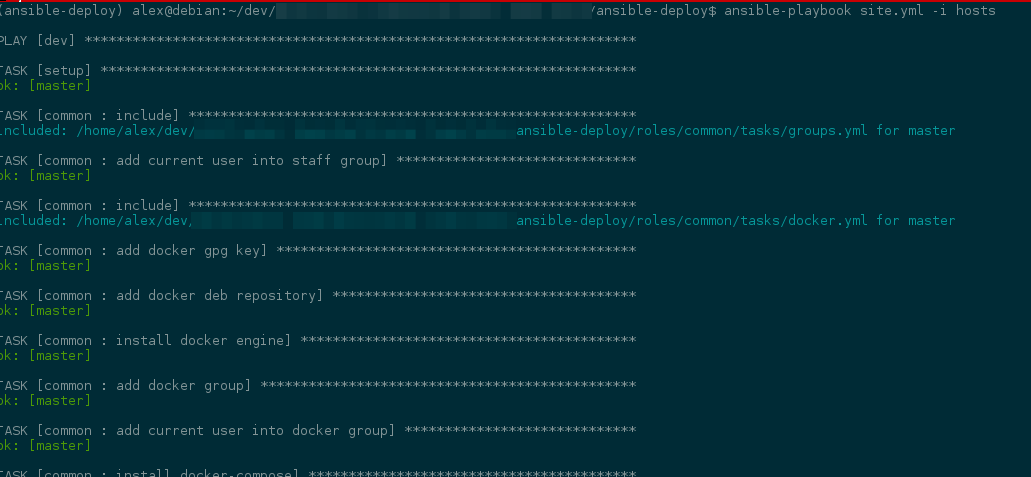 (ansible-deploy) alex@debian:~/dev/ /ansible-deploy$ ansible-playbook site.yml -i hosts
PLAY [dev] *********************************************************************
TASK [setup] *******************************************************************
ok: [master]
TASK [common : include] ********************************************************
included: /home/alex/dev/ ansible-deploy/roles/common/tasks/groups.yml for master
TASK [common : add current user into staff group] ******************************
ok: [master]
TASK [common : include] ********************************************************
included: /home/alex/dev/ ansible-deploy/roles/common/tasks/docker.yml for master
TASK [common : add docker gpg key] *********************************************
ok: [master]
TASK [common : add docker deb repository] **************************************
ok: [master]
TASK [common : install docker engine] ******************************************
ok: [master]
TASK [common : add docker group] ***********************************************
ok: [master]
TASK [common : add current user into docker group] *****************************
ok: [master]
TASK [common : install docker-compose] *****************************************